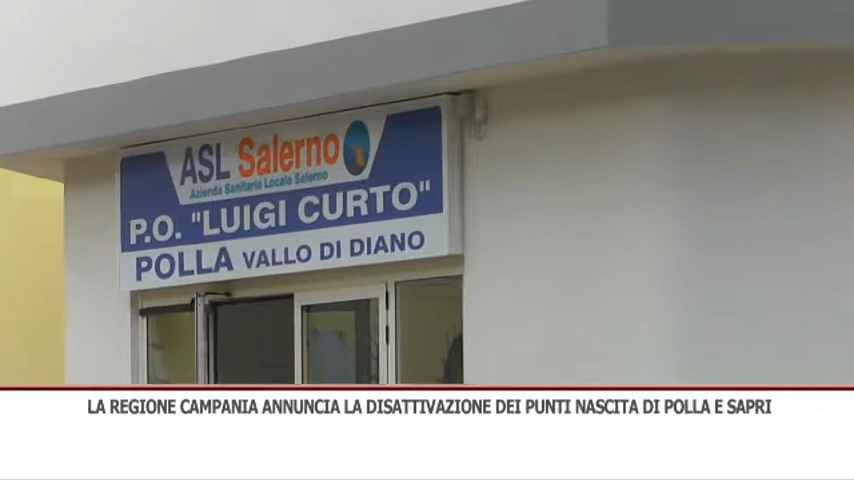 ASL Salerno
Azienda Sanitaria Locale Salerno
P.O. "LUIGI CURTO"
POLLA VALLO DI DIANO
LA REGIONE CAMPANIA ANNUNCIA LA DISATTIVAZIONE DEI PUNTI NASCITA DI POLLA E SAPRI